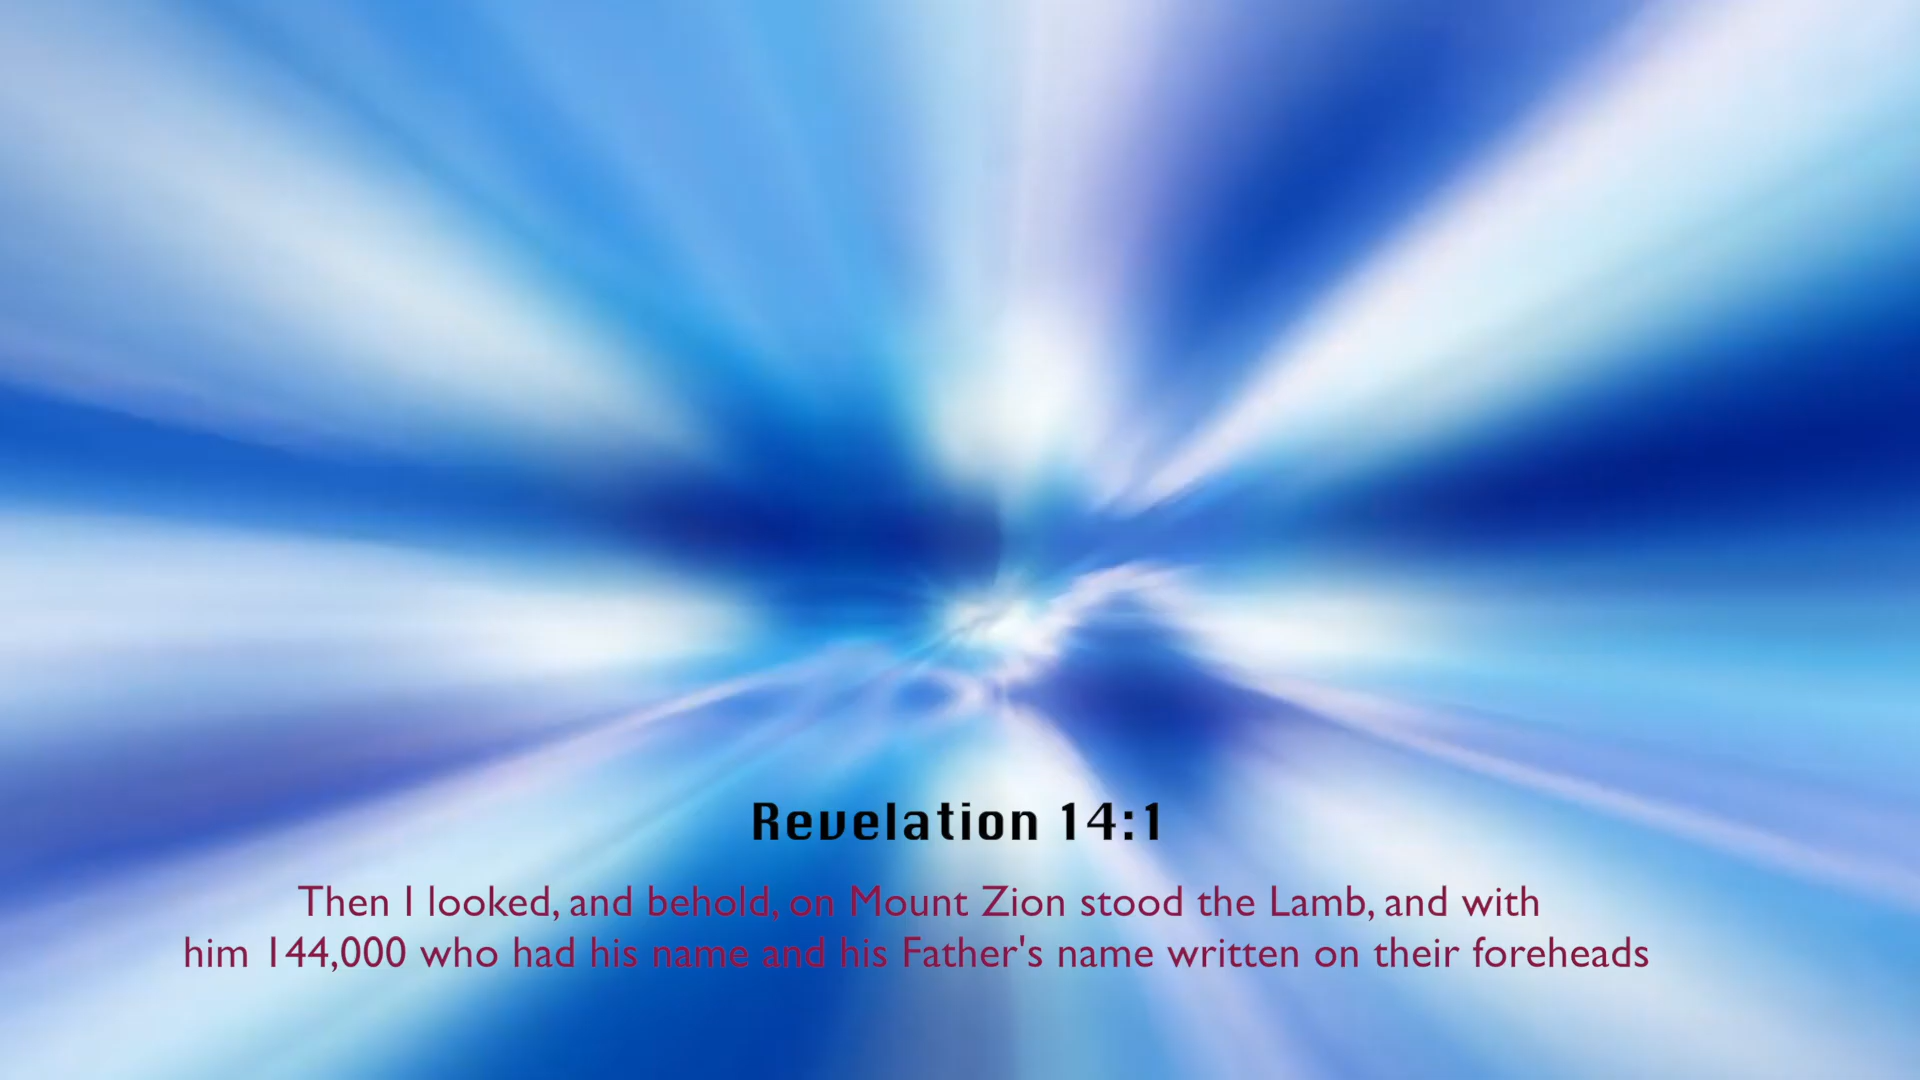 Revelation 14:1
Then I looked, and behold, on Mount Zion stood the Lamb, and with
him 144,000 who had his name and his Father's name written on their foreheads